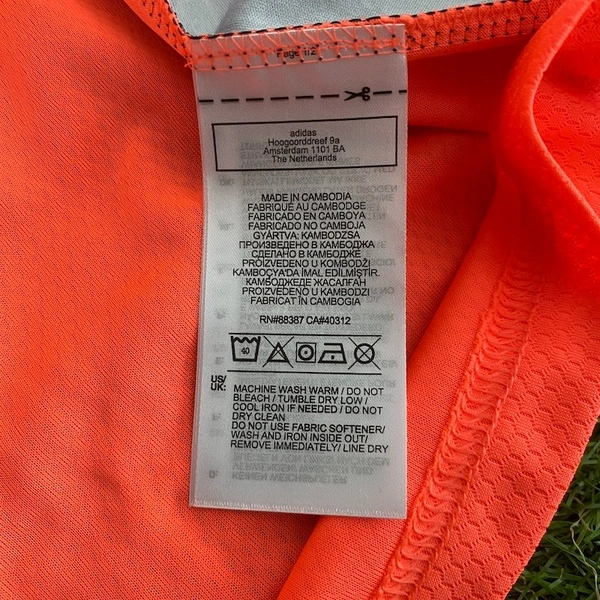 Page 1/2
adidas
Hoogoorddreef 9a
Amsterdam 1101 BA
The Netherlands
MADE IN CAMBODIA
FABRIQUÉ AU CAMBODGE
FABRICADO EN CAMBOYA
FABRICADO NO CAMBOJA
GYÁRTVA: KAMBODZSA
ПРОИЗВЕДЕНО В КАМБОДЖА
СДЕЛАНО В КАМБОДЖЕ
PROIZVEDENO U KOMBODŽI
KAMBOÇYA'DA İMAL EDİLMİŞTİR.
КАМБОДЖЕДЕ ЖАСАЛҒАН
PROIZVEDENO U KAMBODŽI
FABRICAT ÎN CAMBOGIA
RN#88387 CA#40312
40
US/
UK:
MACHINE WASH WARM / DO NOT
BLEACH / TUMBLE DRY LOW /
COOL IRON IF NEEDED / DO NOT
DRY CLEAN
DO NOT USE FABRIC SOFTENER/
WASH AND IRON INSIDE OUT/
REMOVE IMMEDIATELY/ LINE DRY